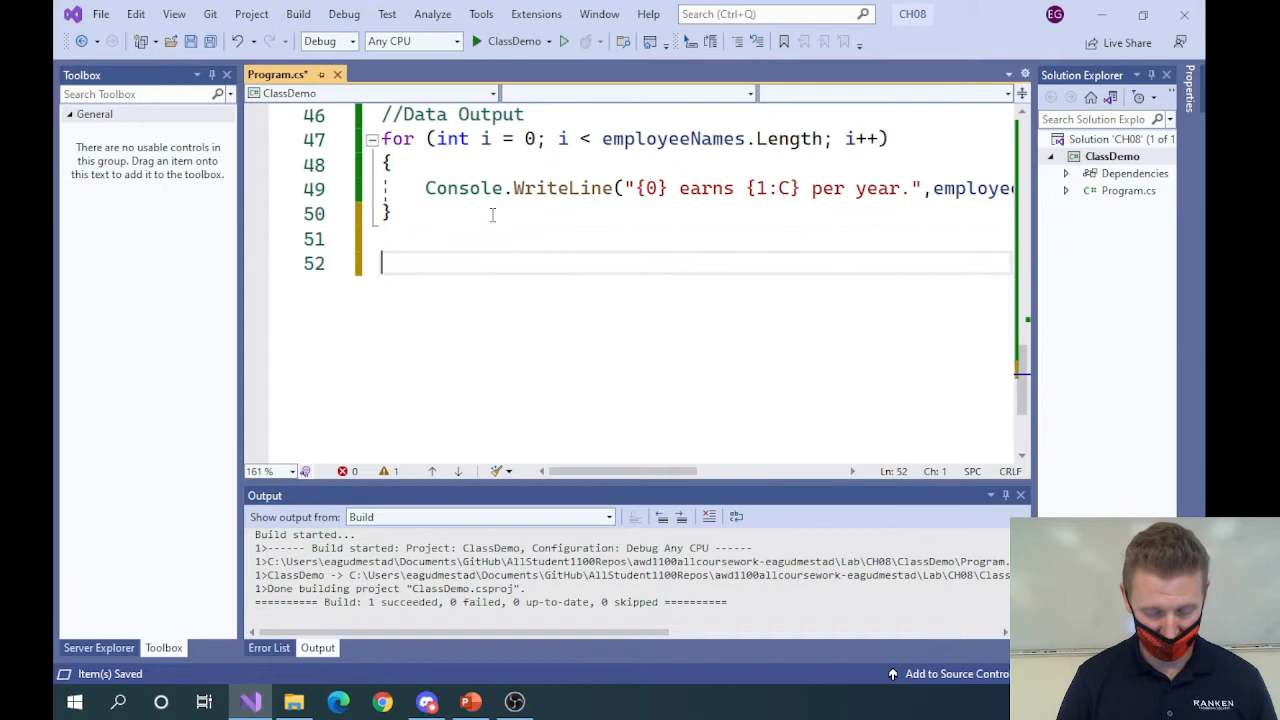 File Edit View Git Project Build Debug Test Analyze Tools Extensions Window Help Search (Ctrl+Q) CH08 EG
Debug Any CPU ClassDemo Live Share
Toolbox
Search Toolbox
General
There are no usable controls in
this group. Drag an item onto
this text to add it to the toolbox.
Server Explorer Toolbox
Program.cs*
ClassDemo
46 //Data Output
47 for (int i = 0; i < employeeNames.Length; i++)
48 {
49 Console.WriteLine("{0} earns {1:C} per year.",employe
50 }
51
52
161 % 0 1 Ln: 52 Ch: 1 SPC CRLF
Output
Show output from: Build
Build started...
1>------ Build started: Project: ClassDemo, Configuration: Debug Any CPU ------
1>C:\Users\eagudmestad\Documents\GitHub\AllStudent1100Repos\awd1100allcoursework-eagudmestad\Lab\CH08\ClassDemo\Program.
1>ClassDemo -> C:\Users\eagudmestad\Documents\GitHub\AllStudent1100Repos\awd1100allcoursework-eagudmestad\Lab\CH08\Class
1>Done building project "ClassDemo.csproj".
========== Build: 1 succeeded, 0 failed, 0 up-to-date, 0 skipped ==========
Error List Output
Solution Explorer
Search Solution Explo
Solution 'CH08' (1 of 1
ClassDemo
Dependencies
Program.cs
Properties
Item(s) Saved
Add to Source Contro
RANKEN